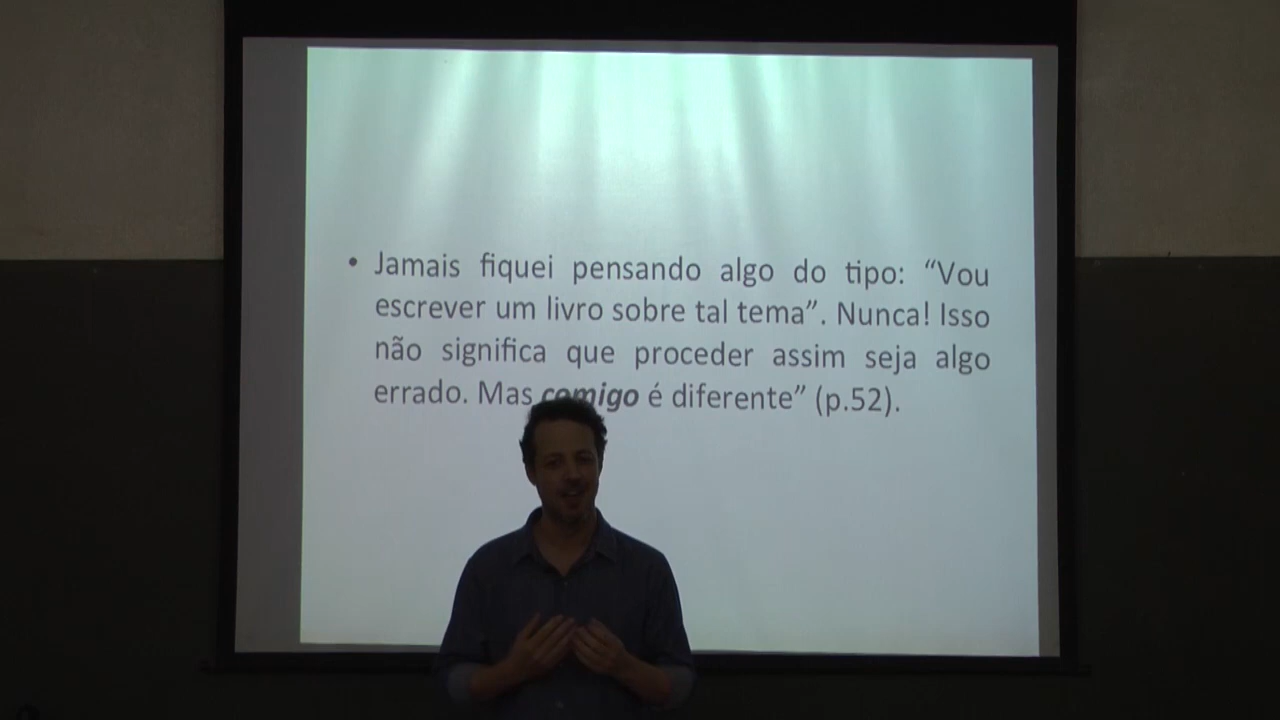 • Jamais fiquei pensando algo do tipo: “Vou
escrever um livro sobre tal tema”. Nunca! Isso
não significa que proceder assim seja algo
errado. Mas comigo é diferente” (p.52).